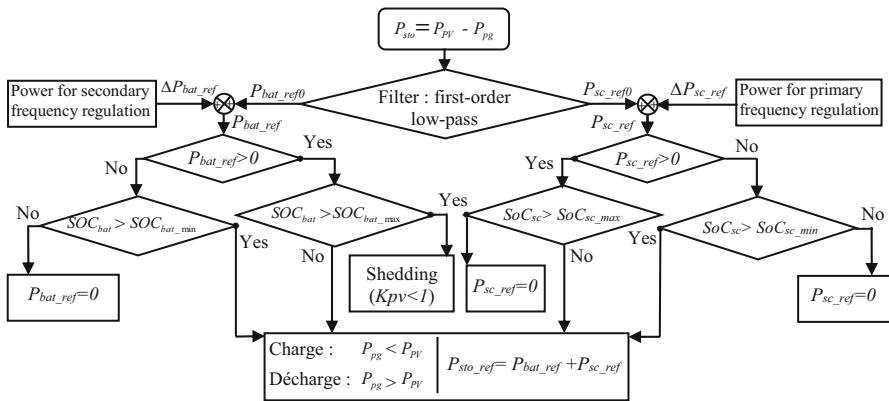 P_sto = P_PV - P_pg
Power for secondary
frequency regulation
ΔP_bat_ref
P_bat_ref0
Filter : first-order
low-pass
P_sc_ref0
ΔP_sc_ref
Power for primary
frequency regulation
P_bat_ref
P_sc_ref
P_bat_ref>0
Yes
No
P_sc_ref>0
Yes
No
SOC_bat > SOC_bat_min
No
Yes
SOC_bat > SOC_bat_max
Yes
No
SoC_sc > SoC_sc_max
Yes
No
SoC_sc > SoC_sc_min
Yes
No
P_bat_ref=0
Shedding
(Kpv<1)
P_sc_ref=0
P_sc_ref=0
Charge : P_pg < P_PV
Décharge : P_pg > P_PV
P_sto_ref = P_bat_ref + P_sc_ref